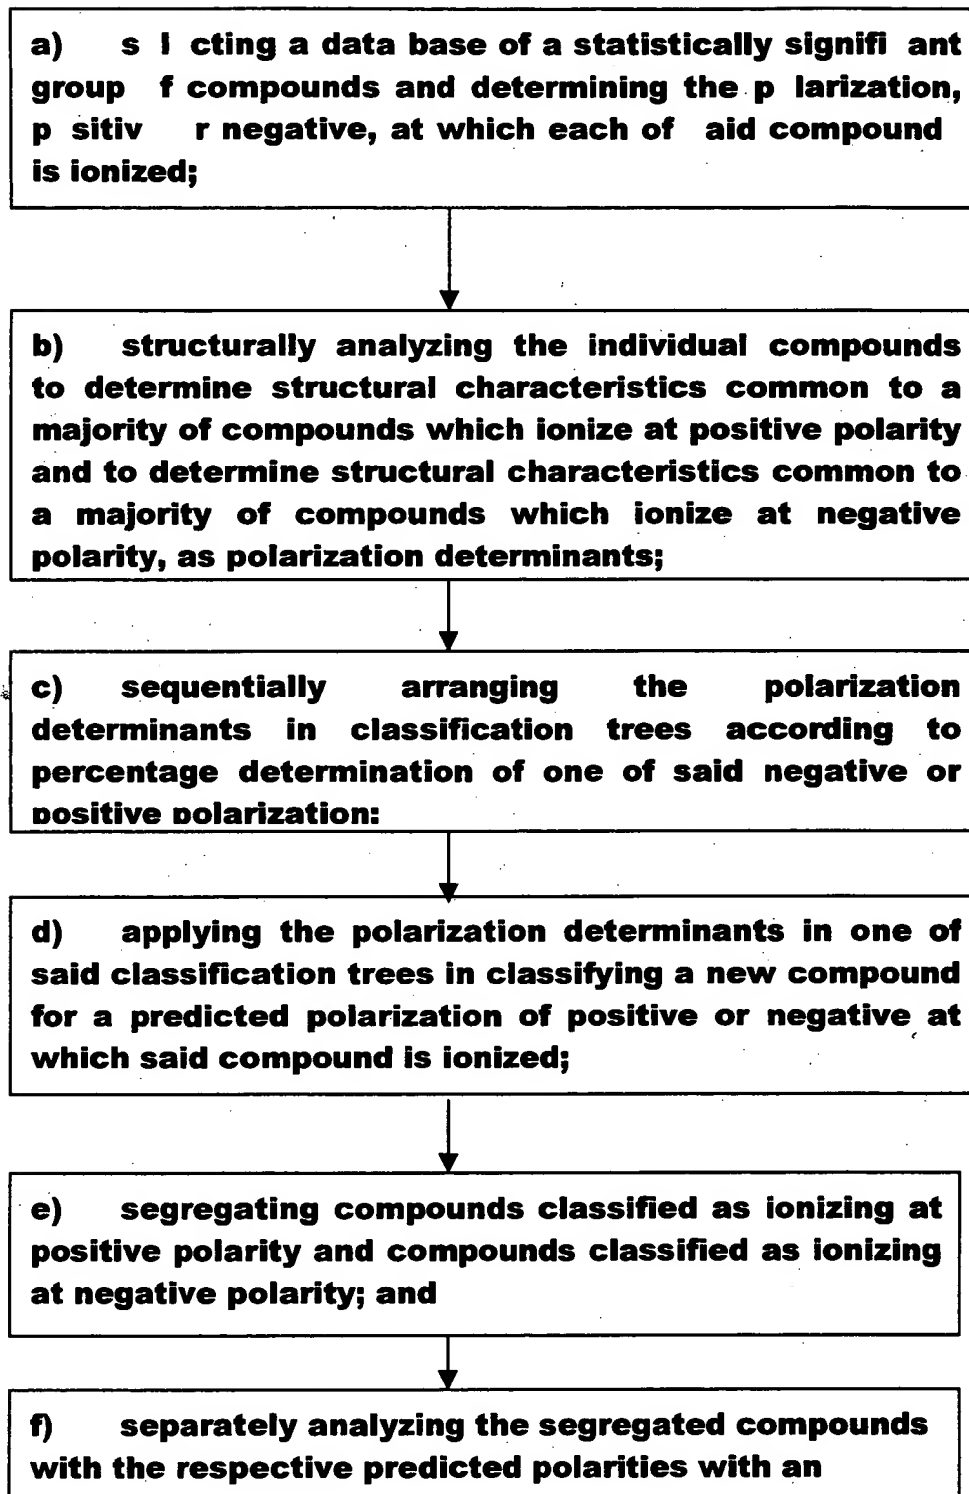 a) s l cting a data base of a statistically signifi ant
group f compounds and determining the p larization,
p sitiv r negative, at which each of aid compound
is ionized;
b) structurally analyzing the individual compounds
to determine structural characteristics common to a
majority of compounds which ionize at positive polarity
and to determine structural characteristics common to
a majority of compounds which ionize at negative
polarity, as polarization determinants;
c) sequentially arranging the polarization
determinants in classification trees according to
percentage determination of one of said negative or
positive polarization:
d) applying the polarization determinants in one of
said classification trees in classifying a new compound
for a predicted polarization of positive or negative at
which said compound is ionized;
e) segregating compounds classified as ionizing at
positive polarity and compounds classified as ionizing
at negative polarity; and
f) separately analyzing the segregated compounds
with the respective predicted polarities with an